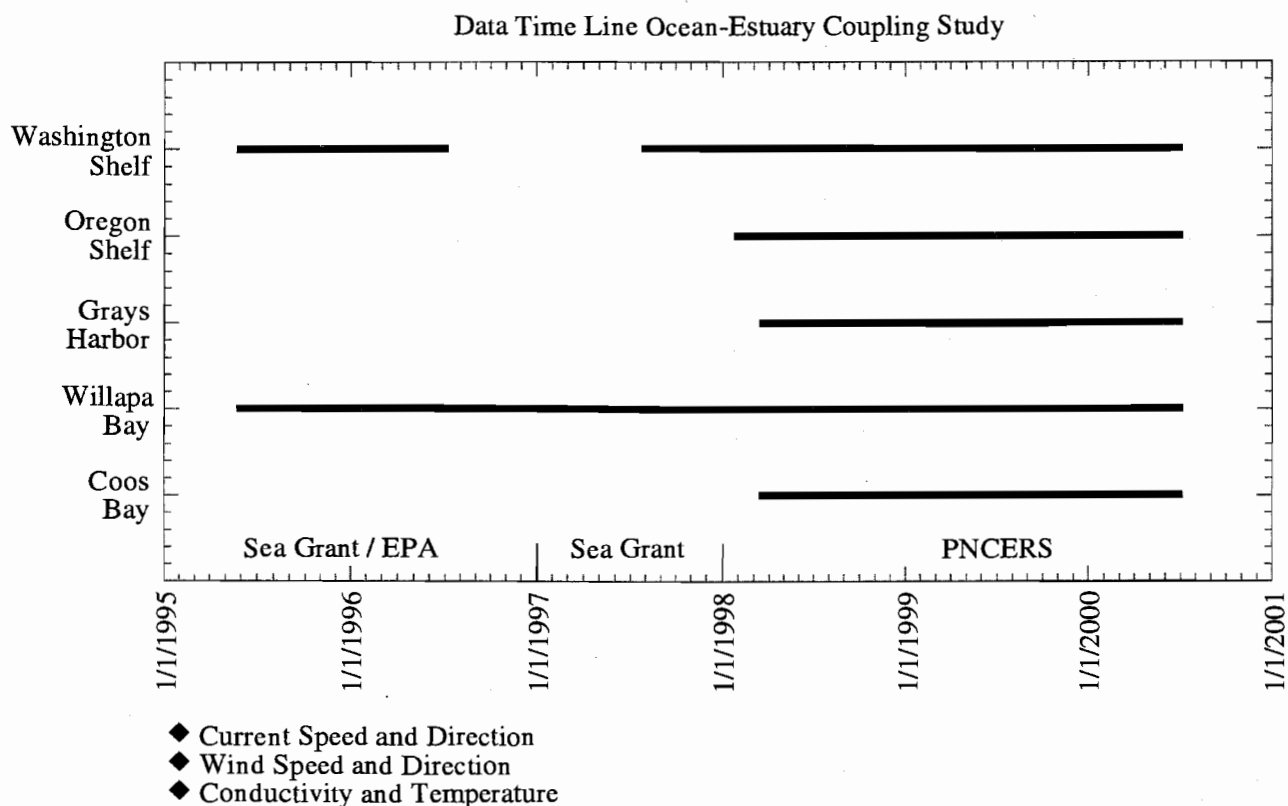 Data Time Line Ocean-Estuary Coupling Study
Washington
Shelf
Oregon
Shelf
Grays
Harbor
Willapa
Bay
Coos
Bay
Sea Grant / EPA
Sea Grant
PNCERS
1/1/1995
1/1/1996
1/1/1997
1/1/1998
1/1/1999
1/1/2000
1/1/2001
◆ Current Speed and Direction
◆ Wind Speed and Direction
◆ Conductivity and Temperature